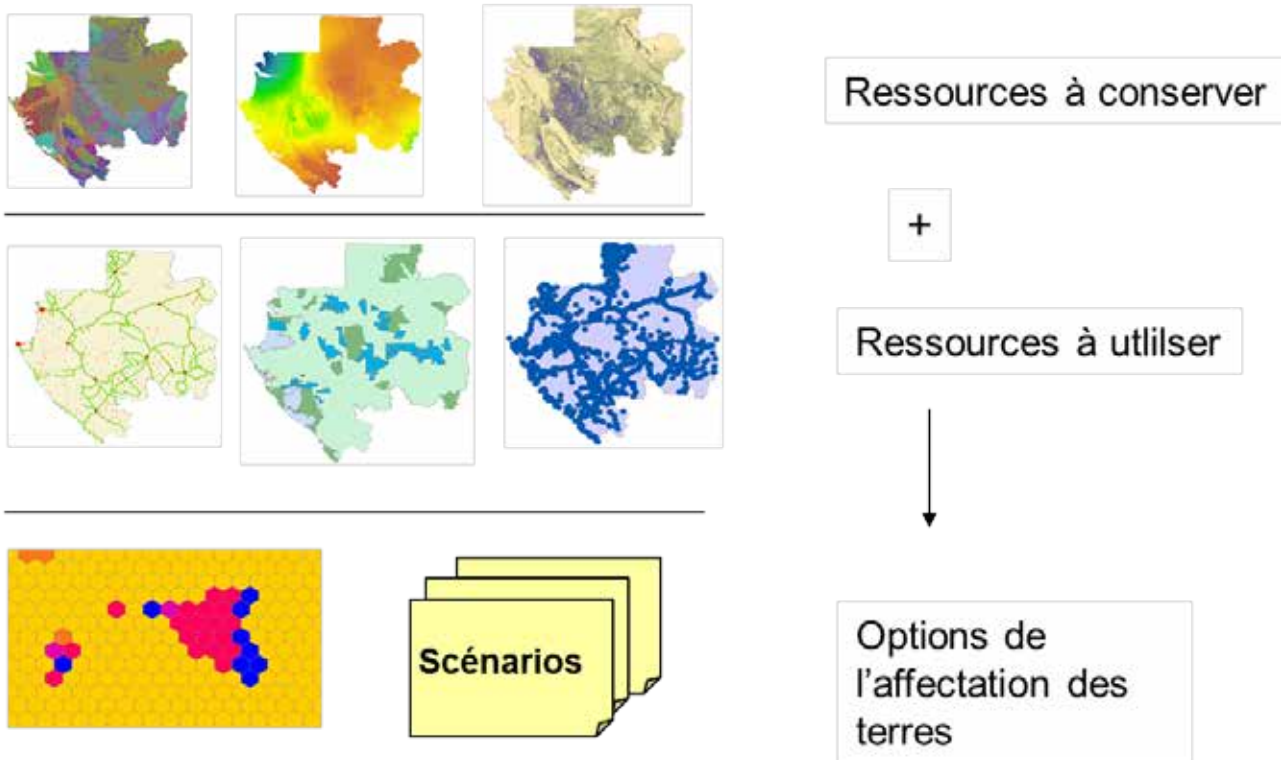 Ressources à conserver
+
Ressources à utlilser
Scénarios
Options de
l'affectation des
terres